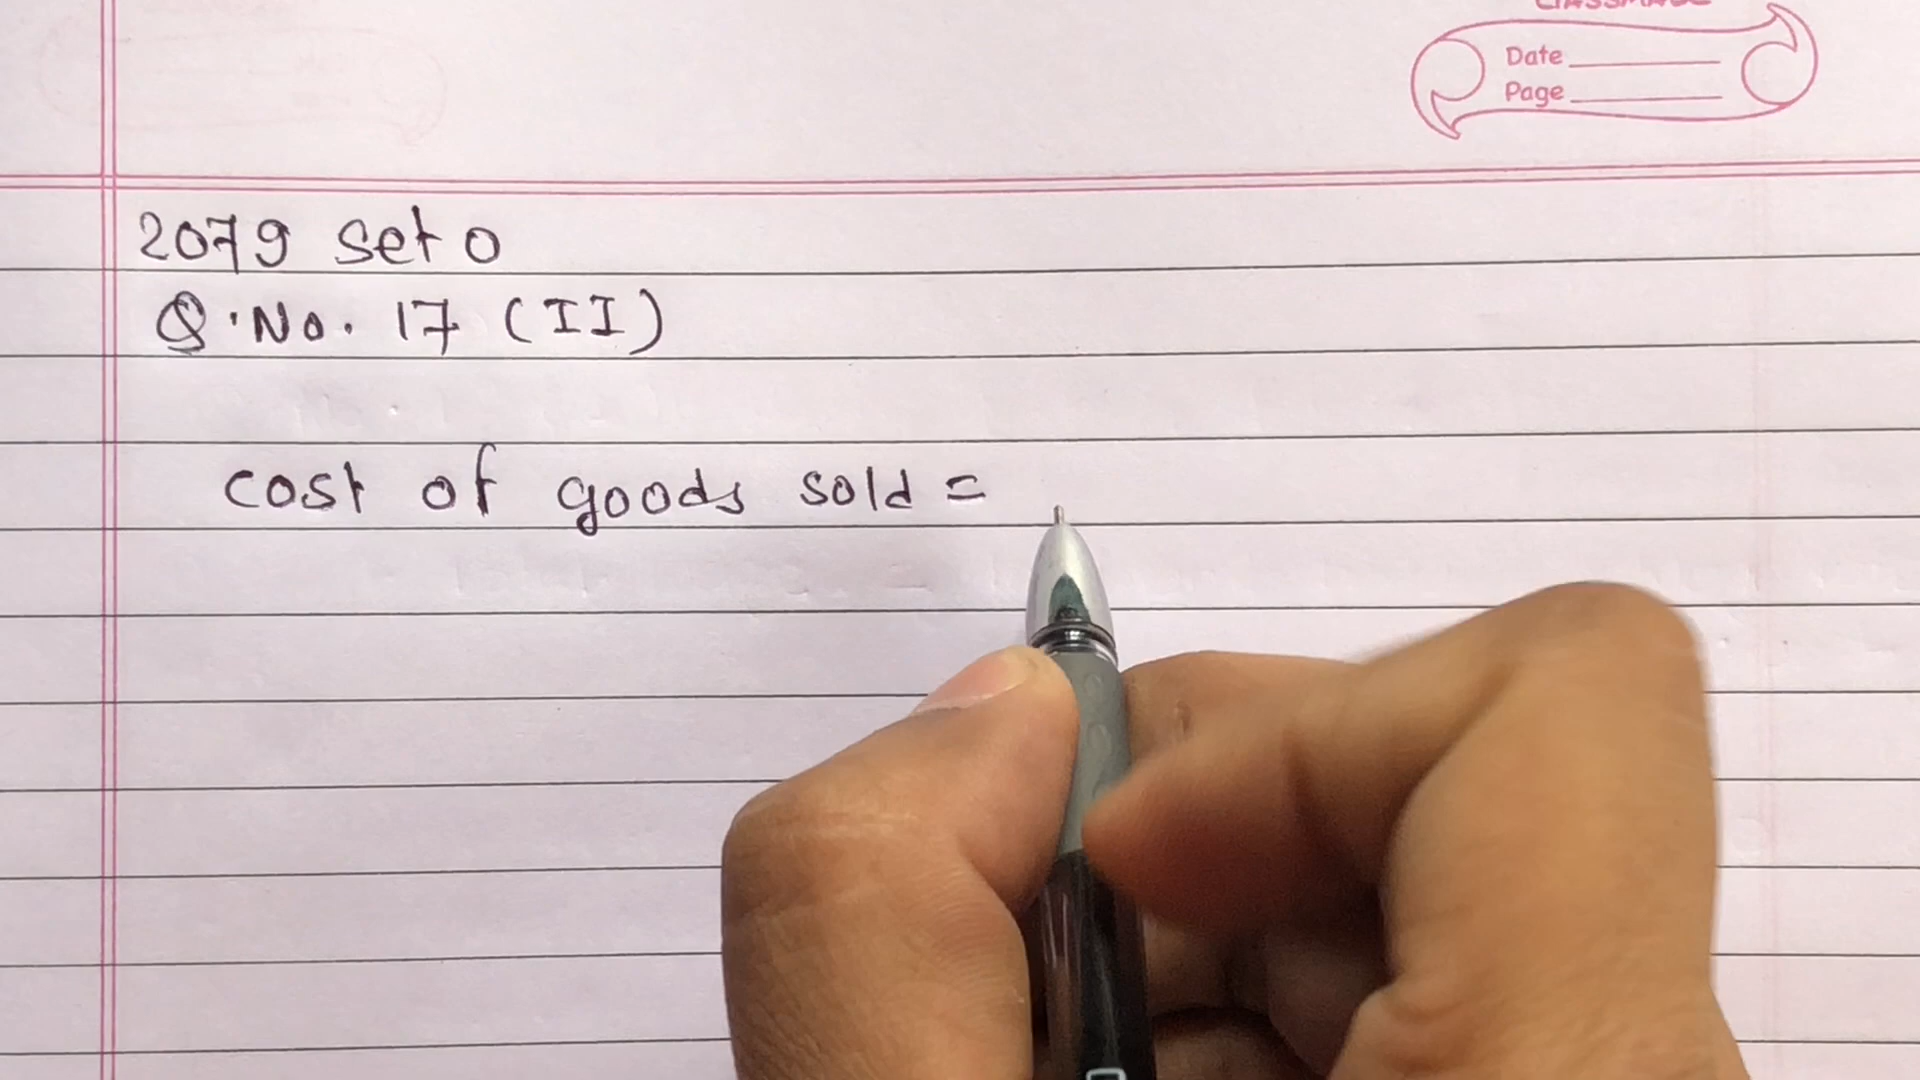 Date
Page
2079 Set 0
Q.No. 17 (II)
cost of goods sold =